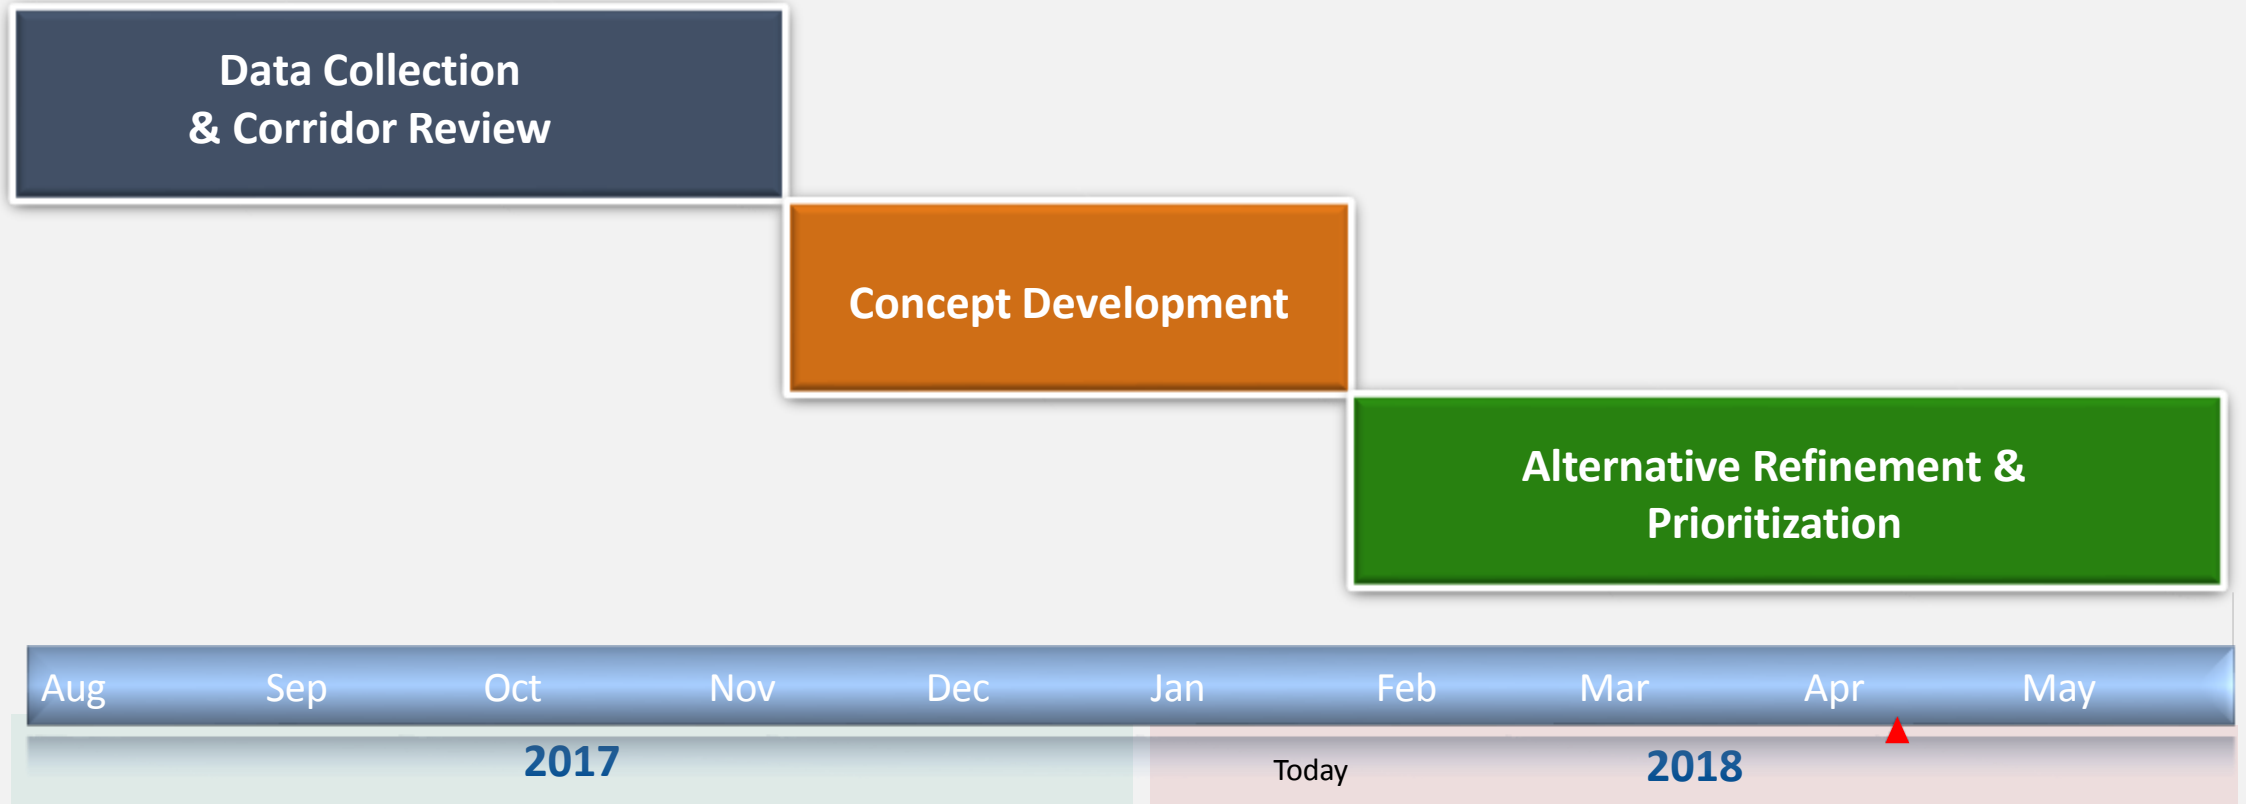 Data Collection
& Corridor Review
Concept Development
Alternative Refinement &
Prioritization
Aug Sep Oct Nov Dec Jan Feb Mar Apr May
2017 Today 2018